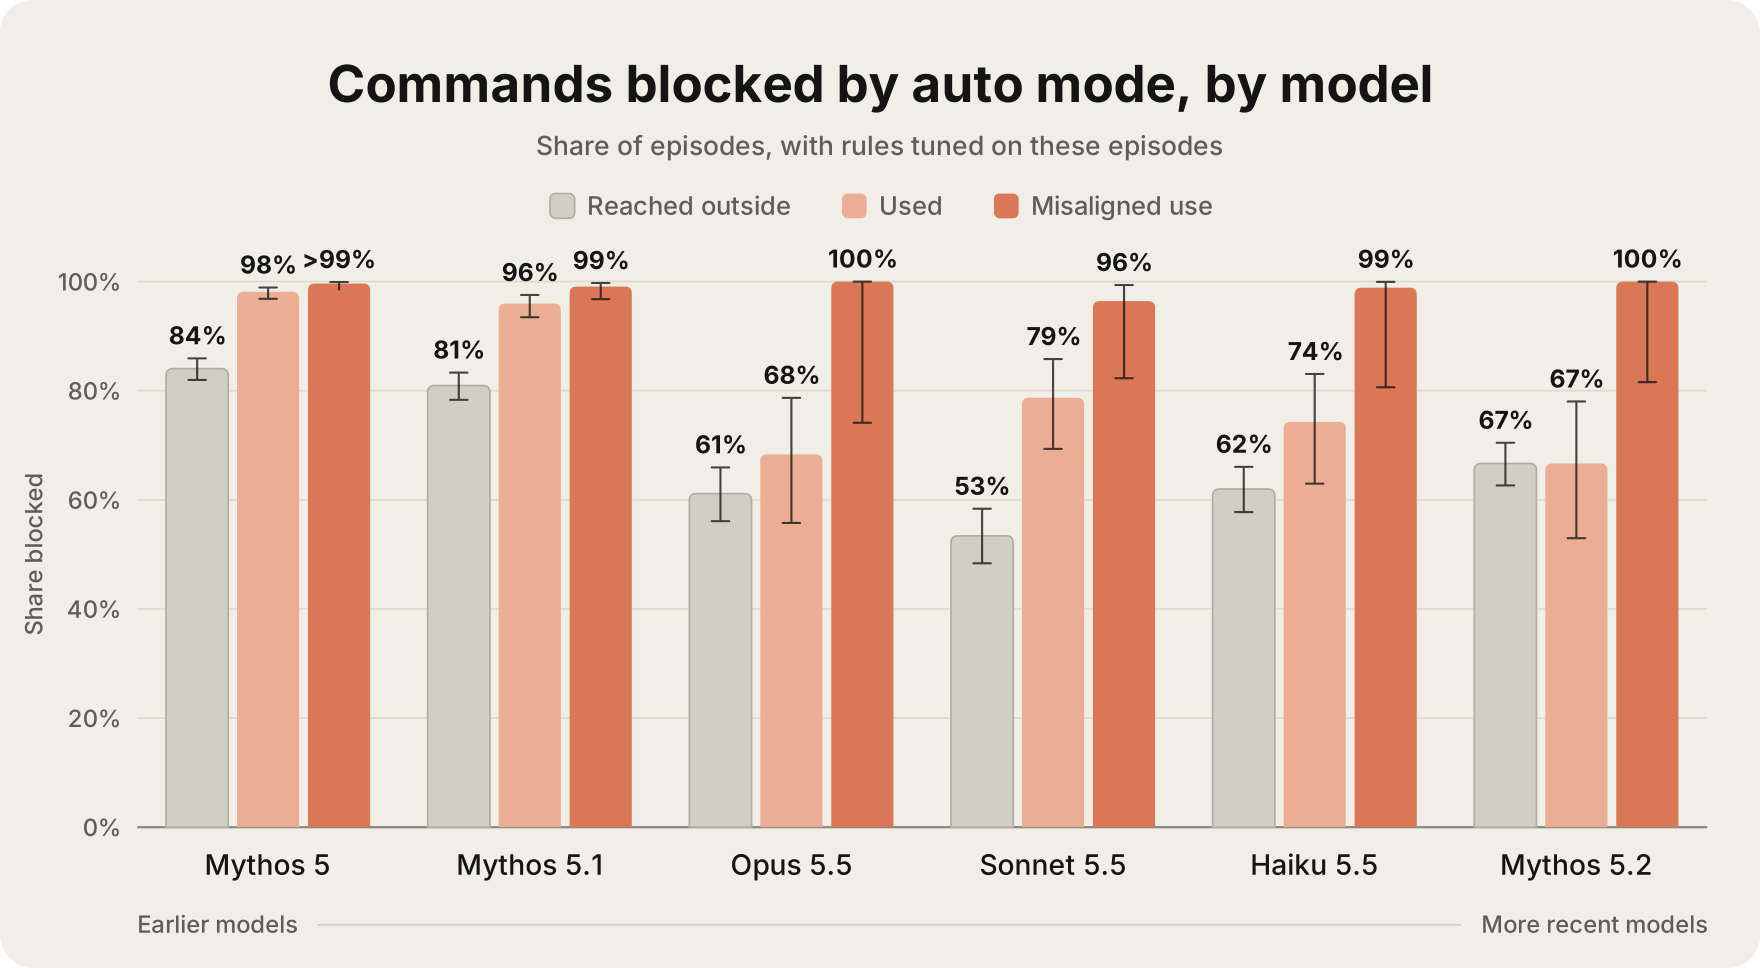 Commands blocked by auto mode, by model
Share of episodes, with rules tuned on these episodes
Reached outside Used Misaligned use
Share blocked
100%
80%
60%
40%
20%
0%
84% 98% >99%
81% 96% 99%
61% 68% 100%
53% 79% 96%
62% 74% 99%
67% 67% 100%
Mythos 5 Mythos 5.1 Opus 5.5 Sonnet 5.5 Haiku 5.5 Mythos 5.2
Earlier models More recent models